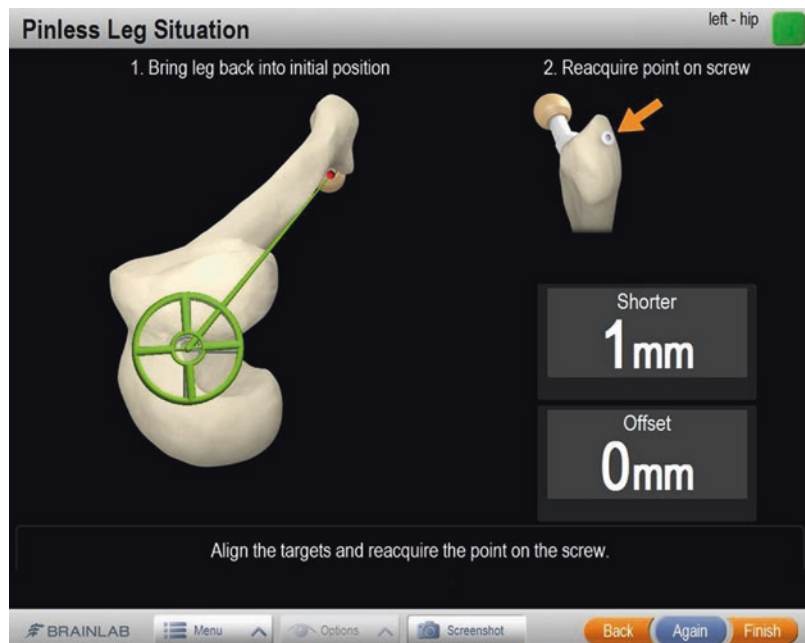 Pinless Leg Situation
left - hip
1. Bring leg back into initial position
2. Reacquire point on screw
Shorter
1mm
Offset
0mm
Align the targets and reacquire the point on the screw.
BRAINLAB
Menu
Options
Screenshot
Back
Again
Finish